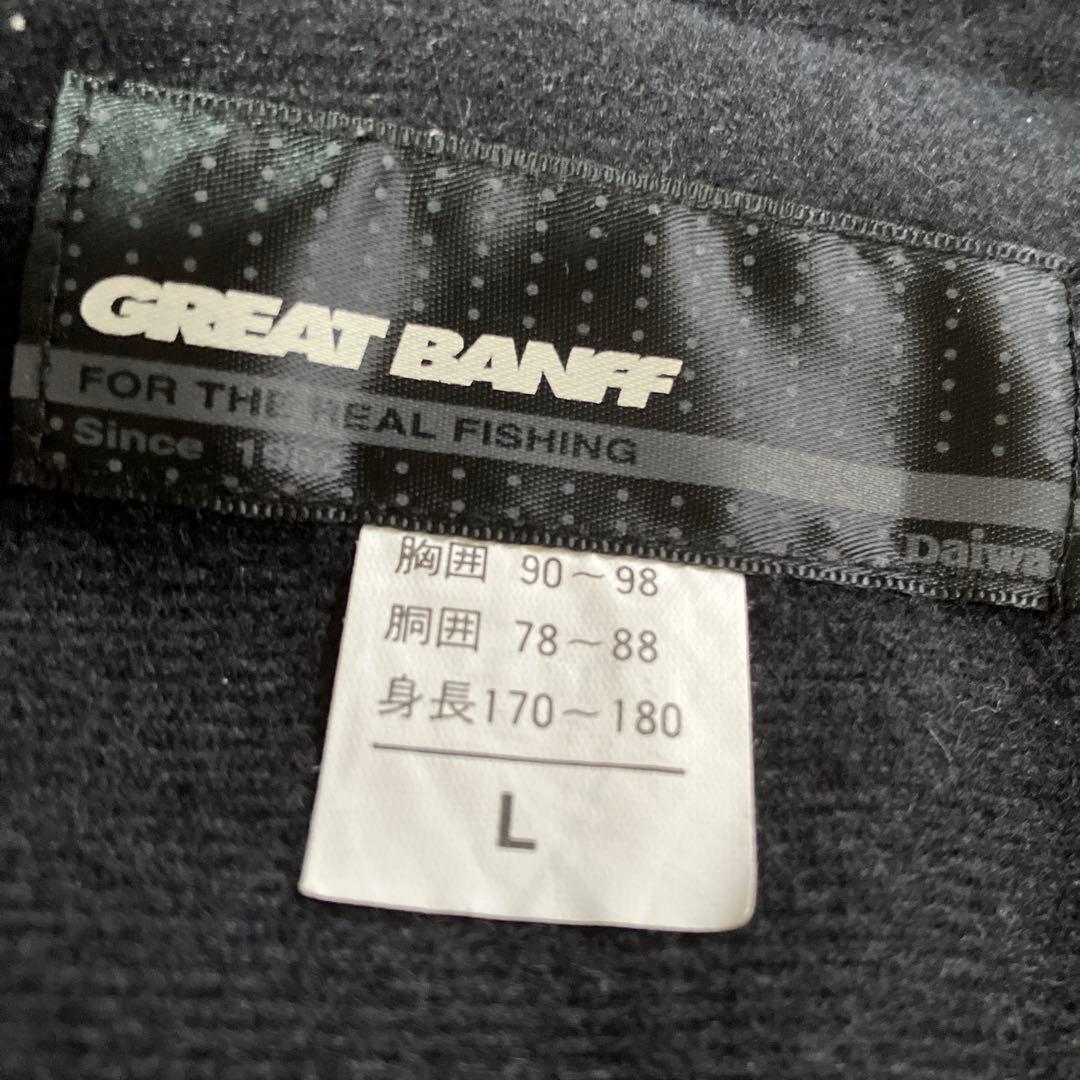 GREAT BANFF
FOR THE REAL FISHING
Since
Daiwa
胸囲 90～98
胴囲 78～88
身長170～180
L